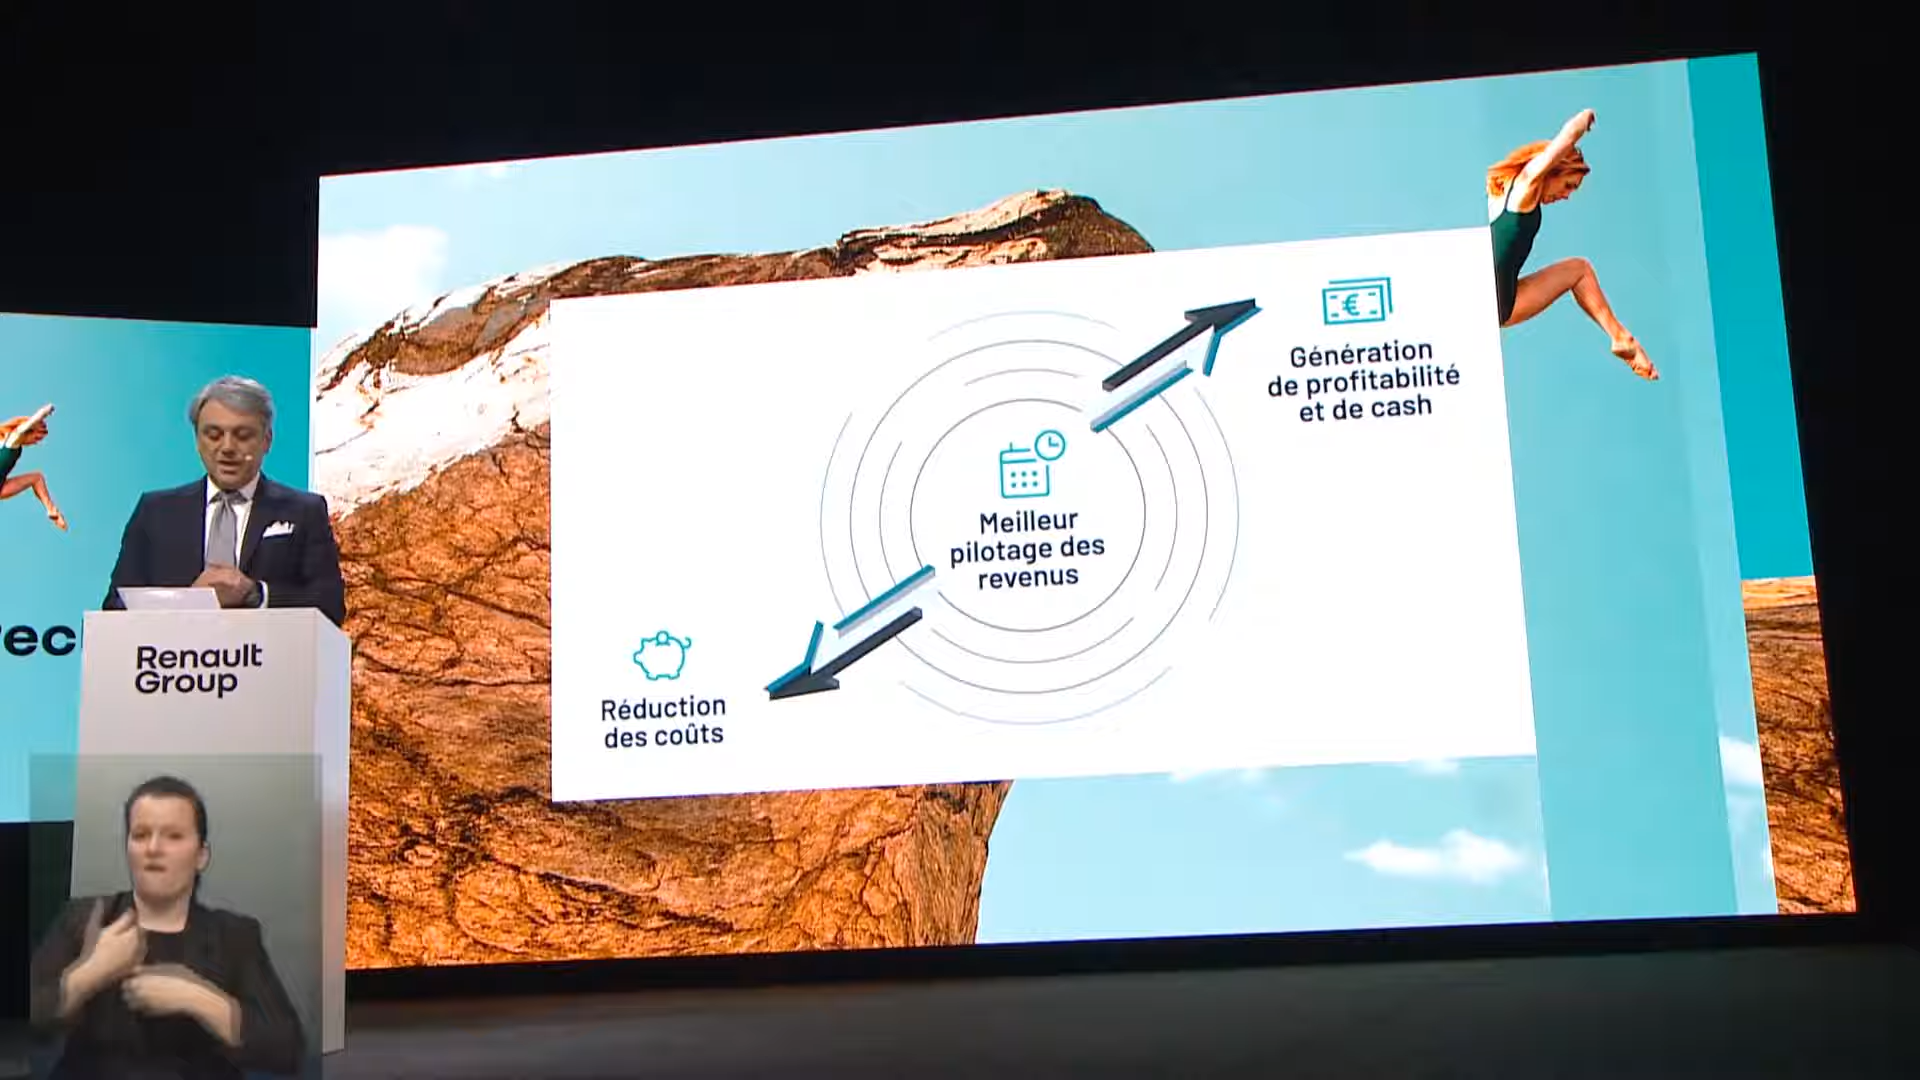 Génération
de profitabilité
et de cash
Meilleur
pilotage des
revenus
Réduction
des coûts
Renault
Group